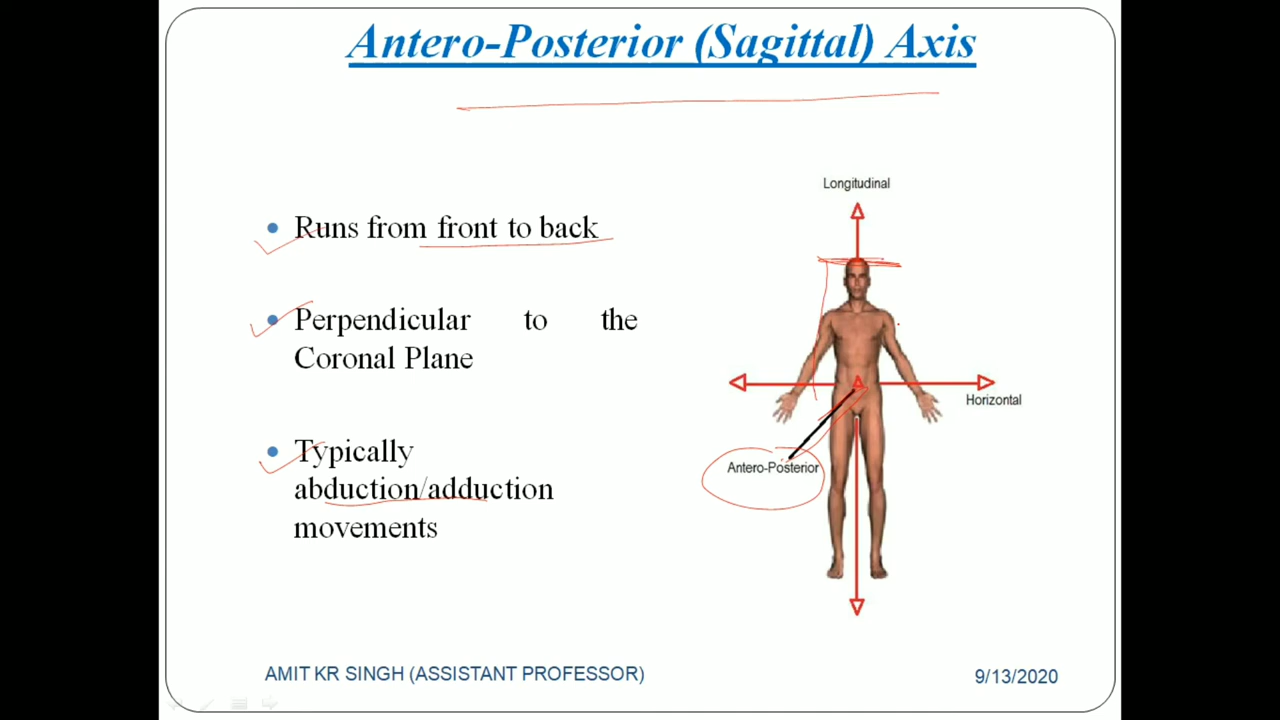 Antero-Posterior (Sagittal) Axis
Runs from front to back
Perpendicular to the
Coronal Plane
Typically
abduction/adduction
movements
Longitudinal
Horizontal
Antero-Posterior
AMIT KR SINGH (ASSISTANT PROFESSOR)
9/13/2020